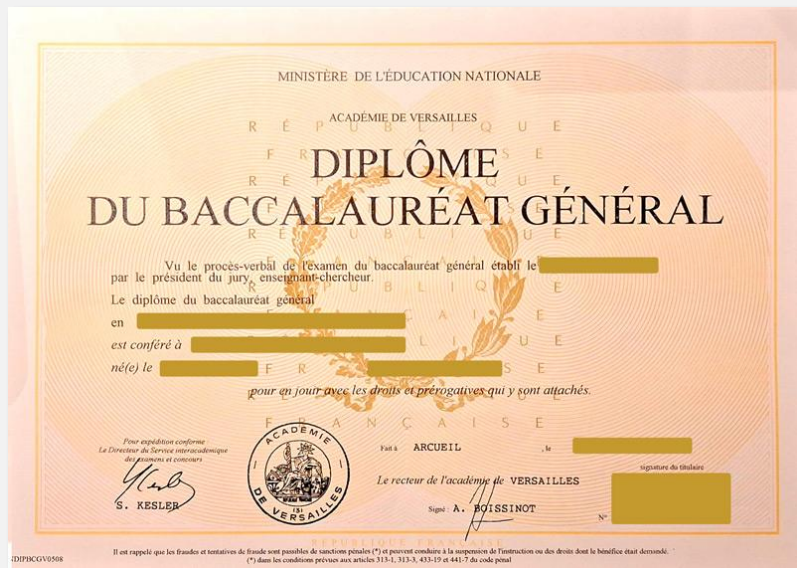 MINISTÈRE DE L'ÉDUCATION NATIONALE
ACADÉMIE DE VERSAILLES
RÉPUBLIQUE
FRANÇAISE
DIPLÔME
DU BACCALAURÉAT GÉNÉRAL
Vu le procès-verbal de l'examen du baccalauréat général établi le
par le président du jury, enseignant-chercheur.
Le diplôme du baccalauréat général
en
est conféré à
né(e) le
pour en jouir avec les droits et prérogatives qui y sont attachés.
Pour expédition conforme
Le Directeur du Service interacadémique
des examens et concours
S. KESLER
ACADÉMIE
DE VERSAILLES
Fait à ARCUEIL , le
signature du titulaire
Le recteur de l'académie de VERSAILLES
Signé : A. BOISSINOT
N°
RÉPUBLIQUE FRANÇAISE
Il est rappelé que les fraudes et tentatives de fraude sont passibles de sanctions pénales (*) et peuvent conduire à la suspension de l'instruction ou des droits dont le bénéfice était demandé.
(*) dans les conditions prévues aux articles 313-1, 313-3, 433-19 et 441-7 du code pénal